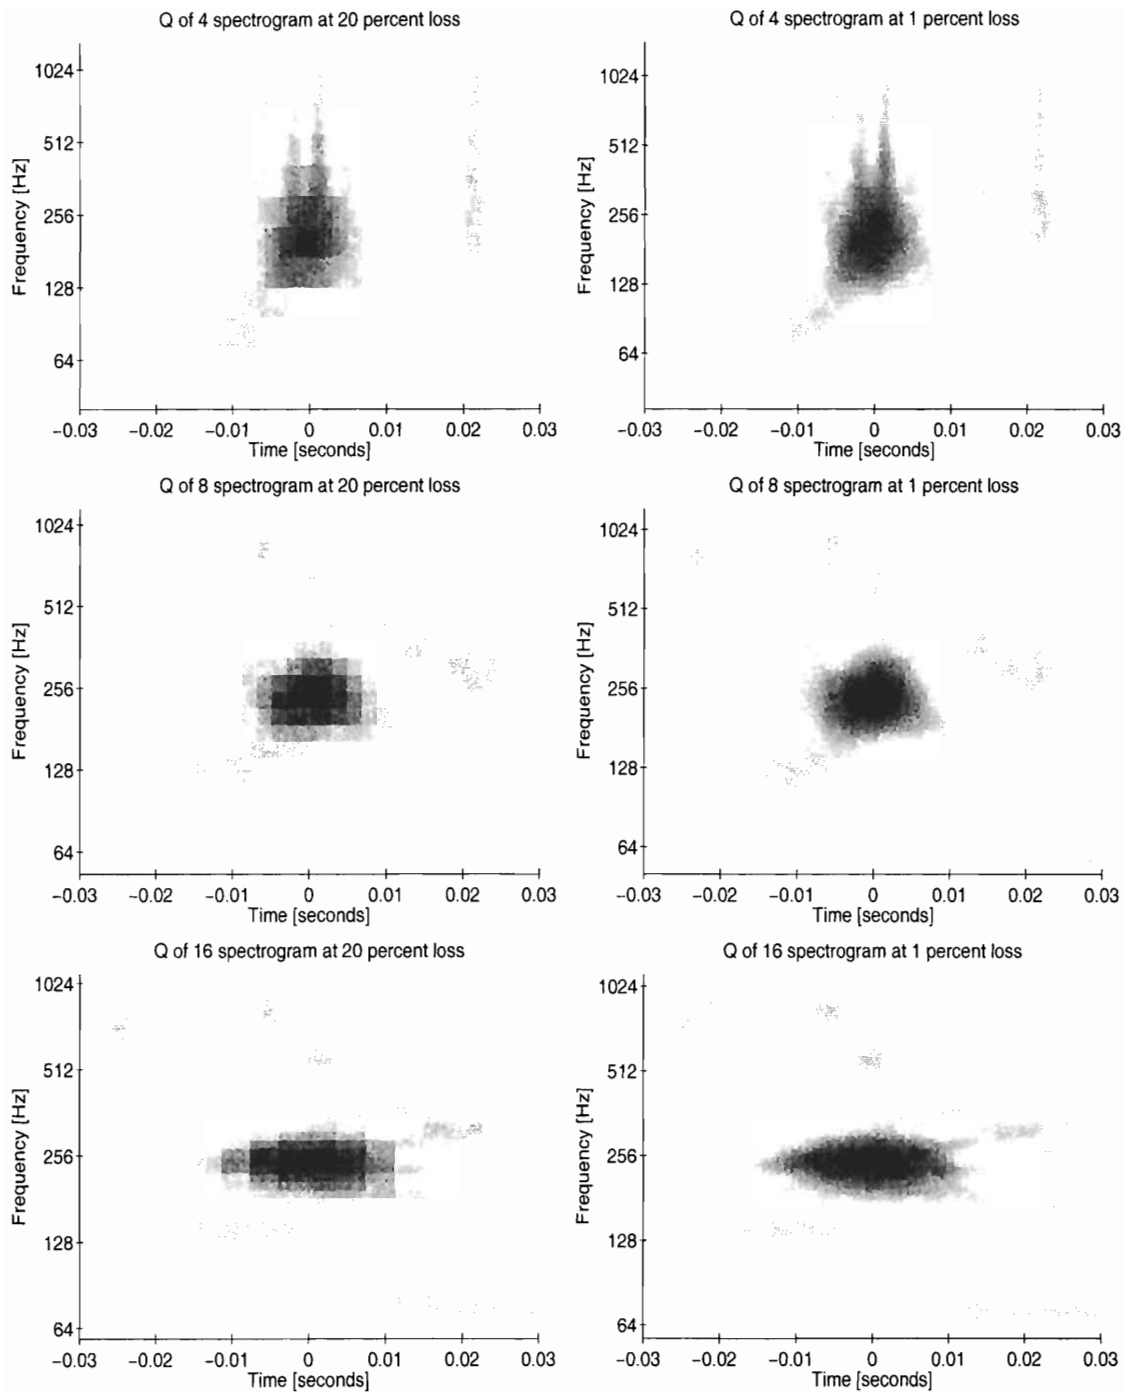 Q of 4 spectrogram at 20 percent loss
1024
512
256
128
64
Frequency [Hz]
−0.03 −0.02 −0.01 0 0.01 0.02 0.03
Time [seconds]
Q of 4 spectrogram at 1 percent loss
1024
512
256
128
64
Frequency [Hz]
−0.03 −0.02 −0.01 0 0.01 0.02 0.03
Time [seconds]
Q of 8 spectrogram at 20 percent loss
1024
512
256
128
64
Frequency [Hz]
−0.03 −0.02 −0.01 0 0.01 0.02 0.03
Time [seconds]
Q of 8 spectrogram at 1 percent loss
1024
512
256
128
64
Frequency [Hz]
−0.03 −0.02 −0.01 0 0.01 0.02 0.03
Time [seconds]
Q of 16 spectrogram at 20 percent loss
1024
512
256
128
64
Frequency [Hz]
−0.03 −0.02 −0.01 0 0.01 0.02 0.03
Time [seconds]
Q of 16 spectrogram at 1 percent loss
1024
512
256
128
64
Frequency [Hz]
−0.03 −0.02 −0.01 0 0.01 0.02 0.03
Time [seconds]